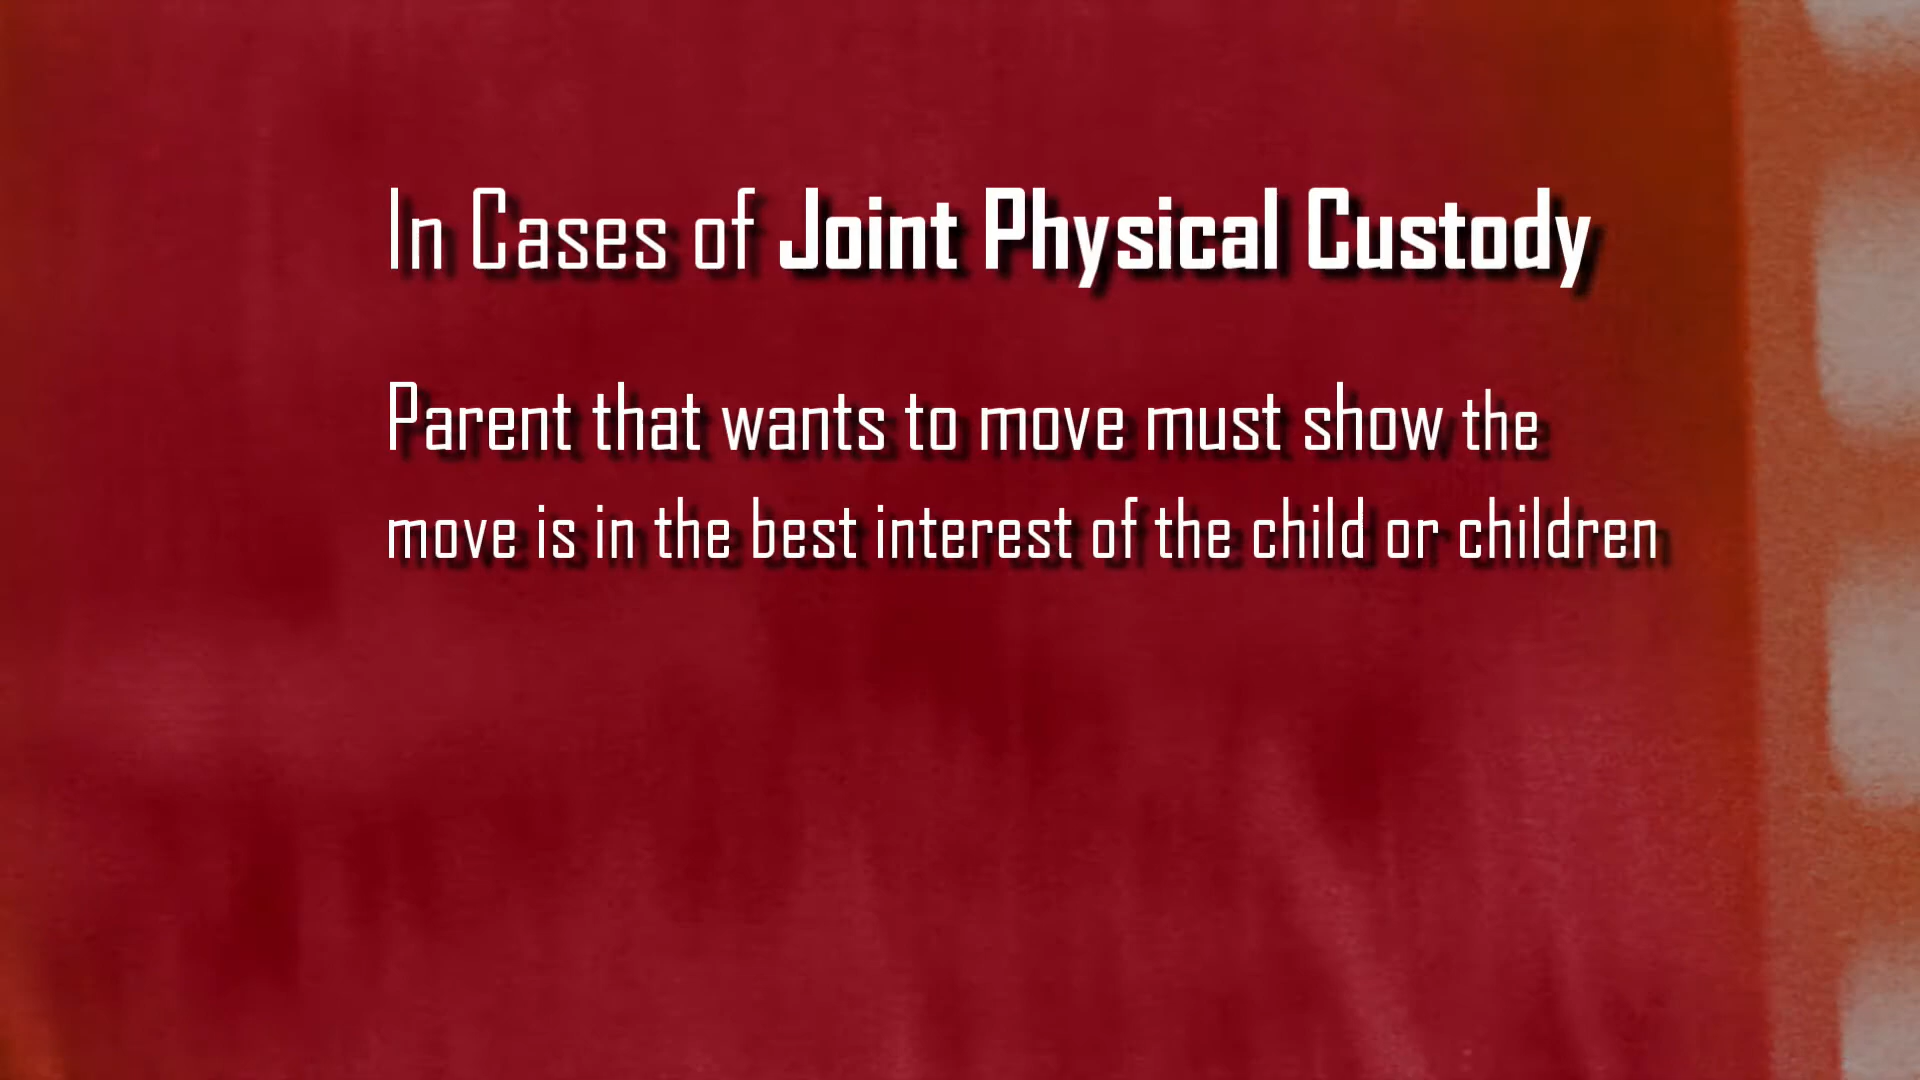 In Cases of Joint Physical Custody
Parent that wants to move must show the
move is in the best interest of the child or children